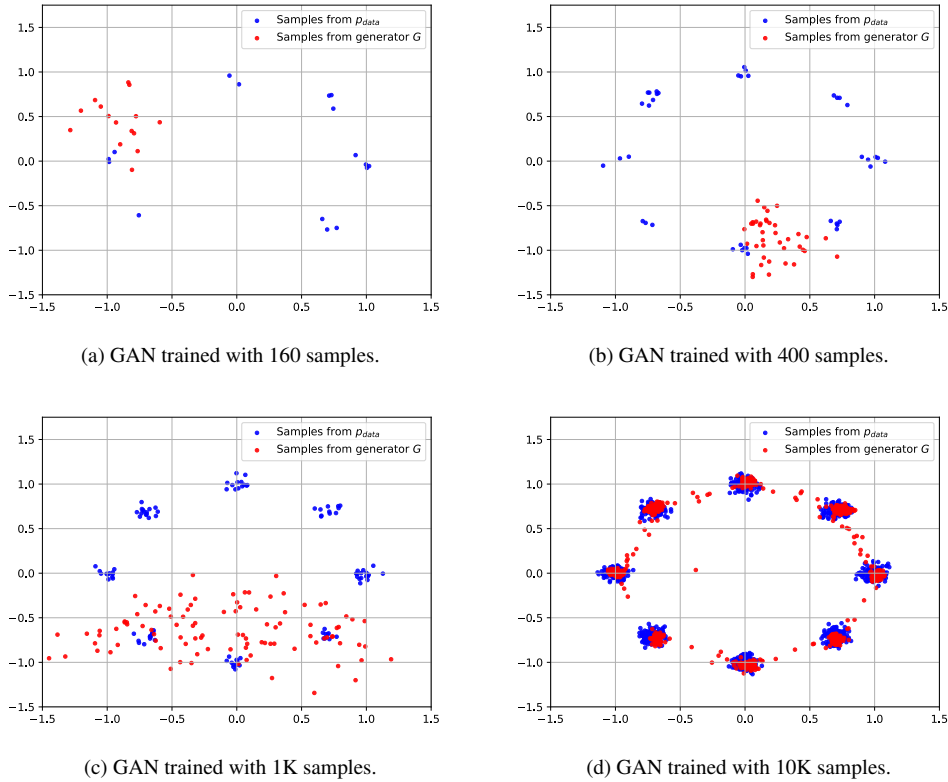 1.5
1.0
0.5
0.0
−0.5
−1.0
−1.5
−1.5 −1.0 −0.5 0.0 0.5 1.0 1.5
Samples from p_data
Samples from generator G
(a) GAN trained with 160 samples.
1.5
1.0
0.5
0.0
−0.5
−1.0
−1.5
−1.5 −1.0 −0.5 0.0 0.5 1.0 1.5
Samples from p_data
Samples from generator G
(b) GAN trained with 400 samples.
1.5
1.0
0.5
0.0
−0.5
−1.0
−1.5
−1.5 −1.0 −0.5 0.0 0.5 1.0 1.5
Samples from p_data
Samples from generator G
(c) GAN trained with 1K samples.
1.5
1.0
0.5
0.0
−0.5
−1.0
−1.5
−1.5 −1.0 −0.5 0.0 0.5 1.0 1.5
Samples from p_data
Samples from generator G
(d) GAN trained with 10K samples.